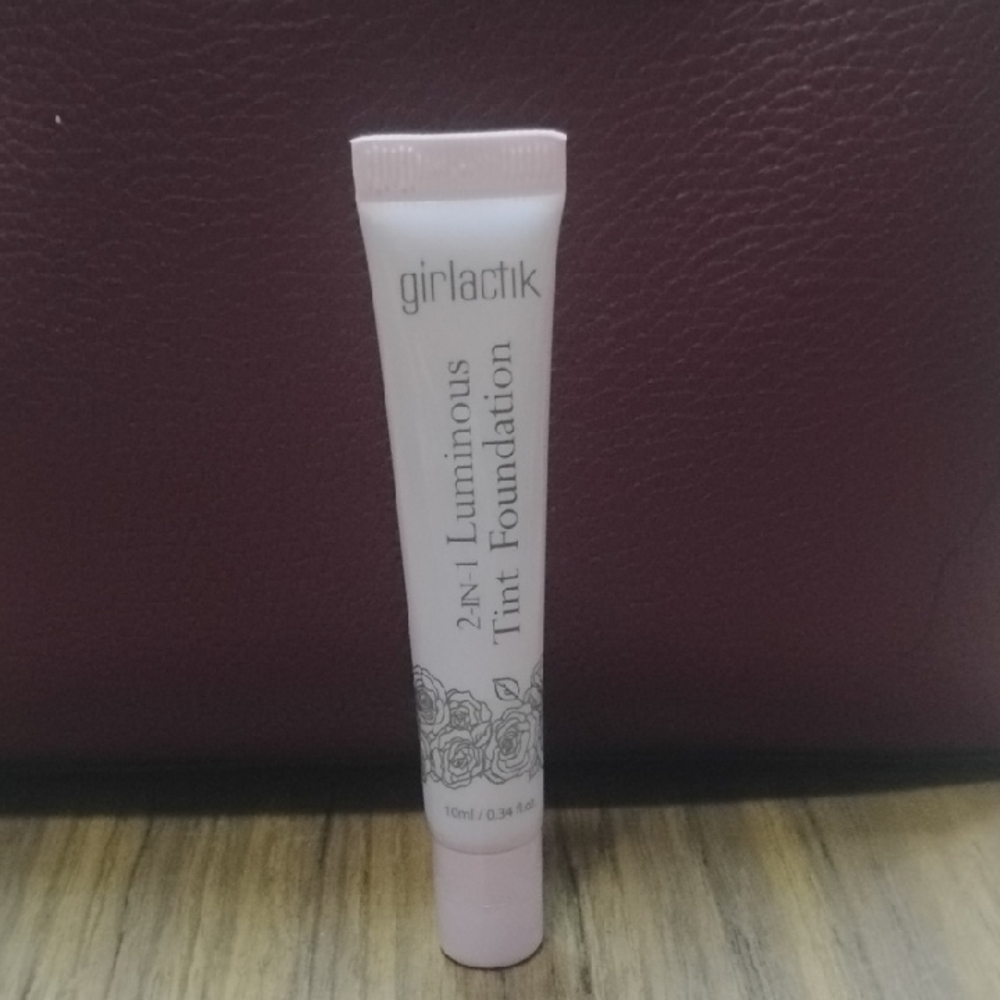 girlactik
2-IN-1 Luminous
Tint Foundation
10ml / 0.34 fl.oz.